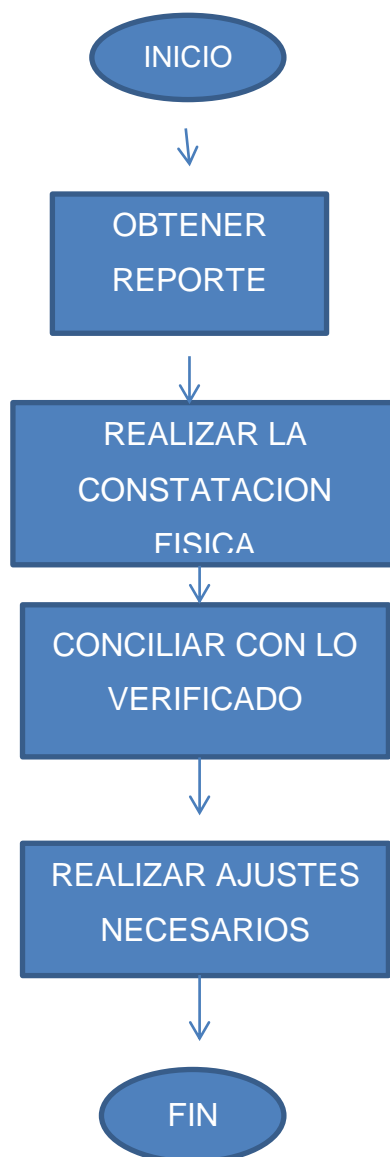 INICIO
OBTENER
REPORTE
REALIZAR LA
CONSTATACION
FISICA
CONCILIAR CON LO
VERIFICADO
REALIZAR AJUSTES
NECESARIOS
FIN